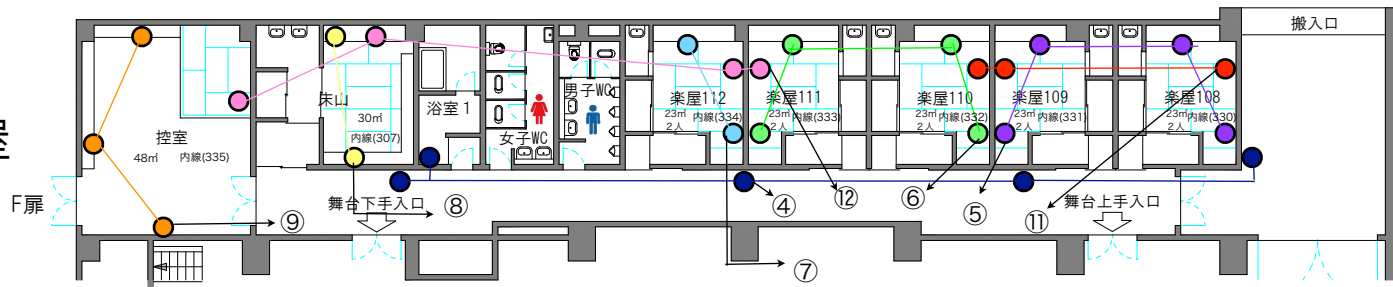 搬入口
朱山
30㎡
内線(307)
浴室１
女子WC
男子WC
楽屋112
23㎡ 内線(334)
2人
楽屋111
23㎡ 内線(333)
2人
楽屋110
23㎡ 内線(332)
2人
楽屋109
23㎡ 内線(331)
2人
楽屋108
23㎡ 内線(330)
2人
控室
48㎡ 内線(335)
F扉
舞台下手入口
舞台上手入口
⑨
⑧
④
⑫
⑥
⑤
⑪
⑦